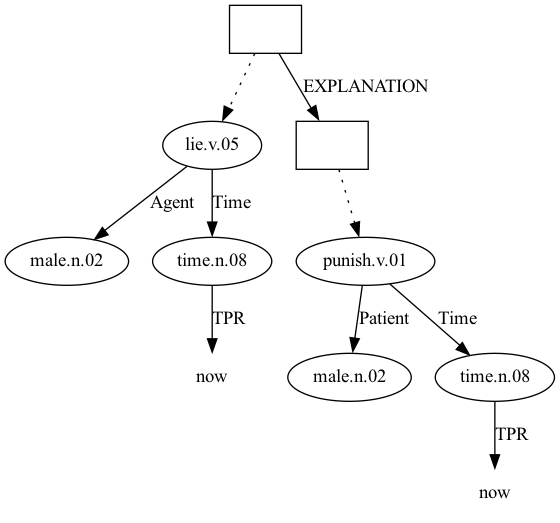 EXPLANATION
lie.v.05
Agent
Time
male.n.02
time.n.08
punish.v.01
TPR
Patient
Time
now
male.n.02
time.n.08
TPR
now